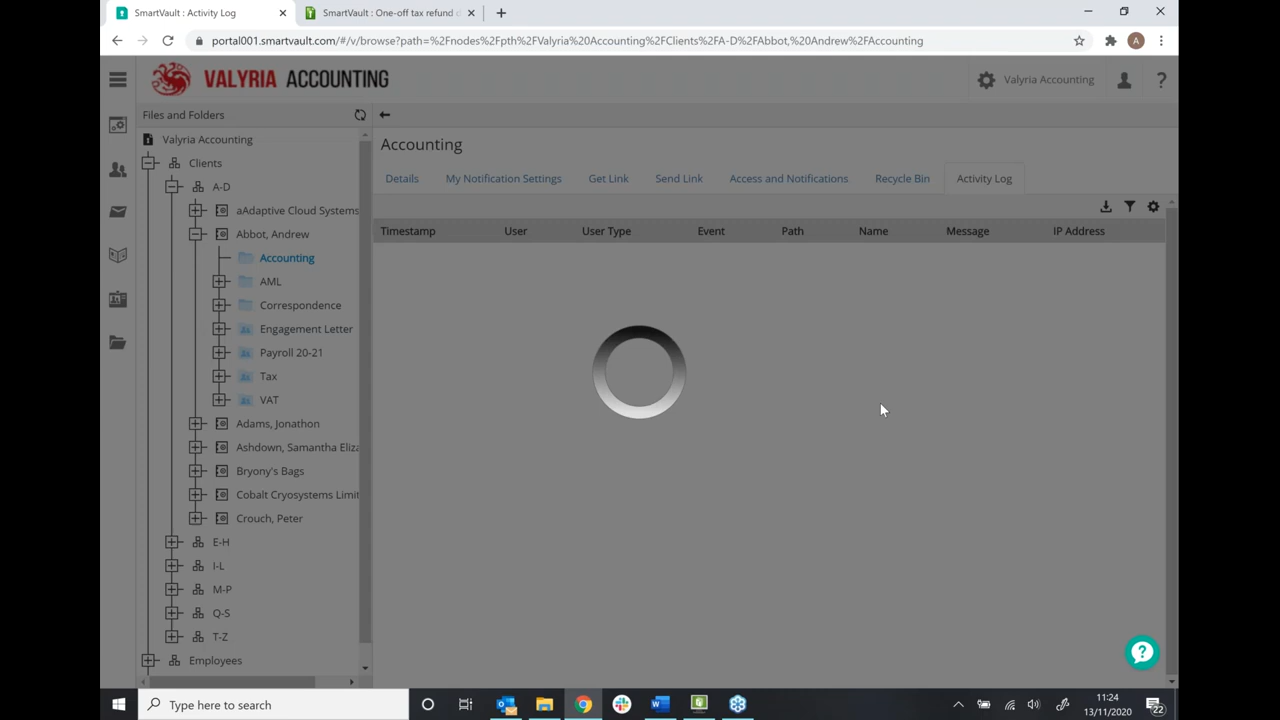 SmartVault : Activity Log
SmartVault : One-off tax refund
portal001.smartvault.com/#/v/browse?path=%2Fnodes%2Fpth%2FValyria%20Accounting%2FClients%2FA-D%2FAbbot,%20Andrew%2FAccounting
A
VALYRIA ACCOUNTING
Valyria Accounting
?
Files and Folders
Valyria Accounting
Clients
A-D
aAdaptive Cloud Systems
Abbot, Andrew
Accounting
AML
Correspondence
Engagement Letter
Payroll 20-21
Tax
VAT
Adams, Jonathon
Ashdown, Samantha Eliza
Bryony's Bags
Cobalt Cryosystems Limit
Crouch, Peter
E-H
I-L
M-P
Q-S
T-Z
Employees
Accounting
Details My Notification Settings Get Link Send Link Access and Notifications Recycle Bin Activity Log
Timestamp User User Type Event Path Name Message IP Address
?
Type here to search
11:24
13/11/2020
22